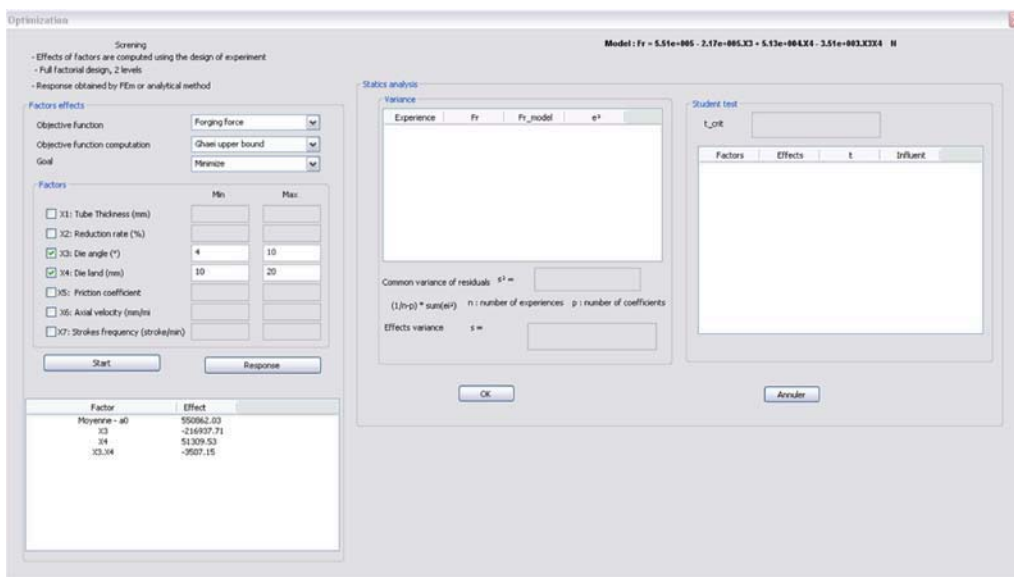 Optimization
Screning
- Effects of factors are computed using the design of experiment
- Full factorial design, 2 levels
- Response obtained by FEm or analytical method
Model : Fr = 5.51e+005 - 2.17e+005.X3 + 5.13e+004.X4 - 3.51e+003.X3X4 N
Factors effects
Objective function Forging force
Objective function computation Ghaei upper bound
Goal Minimize
Factors
Min Max
X1: Tube Thickness (mm)
X2: Reduction rate (%)
X3: Die angle (°) 4 10
X4: Die land (mm) 10 20
X5: Friction coefficient
X6: Axial velocity (mm/mi
X7: Strokes frequency (stroke/min)
Start Response
Factor Effect
Moyenne - a0 550862.03
X3 -216937.71
X4 51309.53
X3.X4 -3507.15
Statics analysis
Variance
Experience Fr Fr_model e²
Common variance of residuals s² =
(1/n-p) * sum(ei²) n : number of experiences p : number of coefficients
Effects variance s =
Student test
t_crit
Factors Effects t Influent
OK Annuler